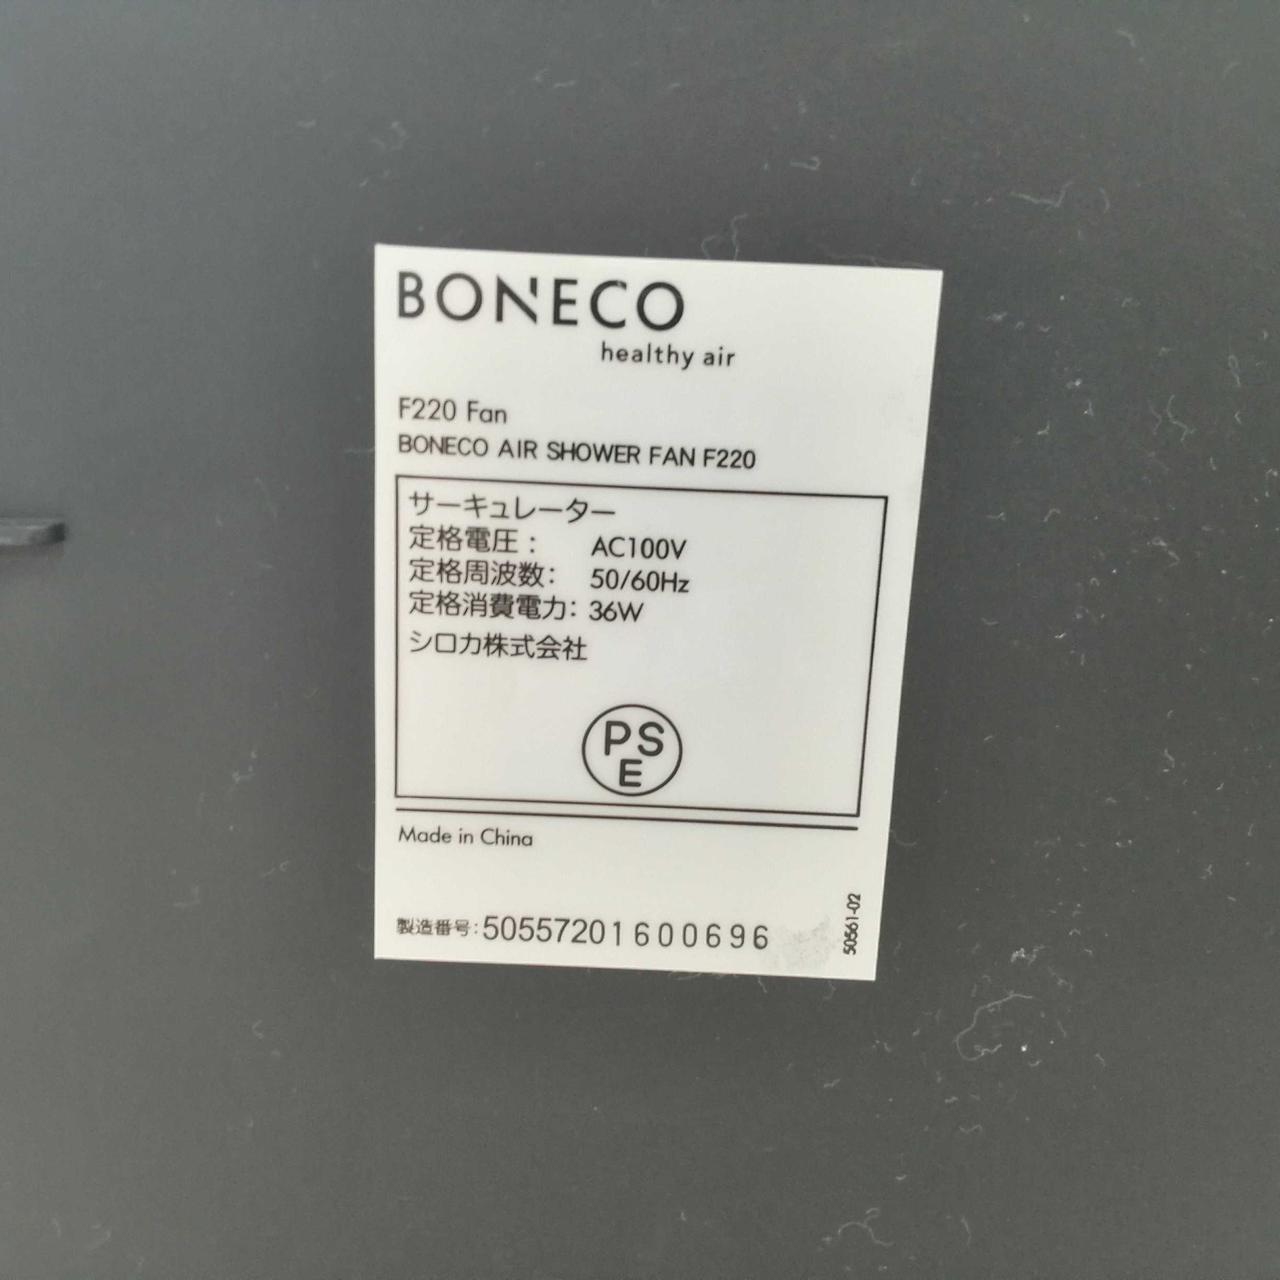 BONECO
healthy air
F220 Fan
BONECO AIR SHOWER FAN F220
サーキュレーター
定格電圧: AC100V
定格周波数: 50/60Hz
定格消費電力: 36W
シロカ株式会社
PS
E
Made in China
製造番号:50557201600696
50561-02